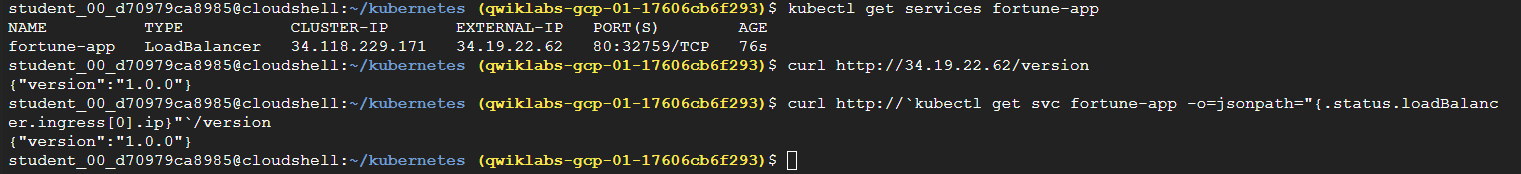 student_00_d70979ca8985@cloudshell:~/kubernetes (qwiklabs-gcp-01-17606cb6f293)$ kubectl get services fortune-app
NAME          TYPE           CLUSTER-IP       EXTERNAL-IP   PORT(S)        AGE
fortune-app   LoadBalancer   34.118.229.171   34.19.22.62   80:32759/TCP   76s
student_00_d70979ca8985@cloudshell:~/kubernetes (qwiklabs-gcp-01-17606cb6f293)$ curl http://34.19.22.62/version
{"version":"1.0.0"}
student_00_d70979ca8985@cloudshell:~/kubernetes (qwiklabs-gcp-01-17606cb6f293)$ curl http://`kubectl get svc fortune-app -o=jsonpath="{.status.loadBalanc
er.ingress[0].ip}"`/version
{"version":"1.0.0"}
student_00_d70979ca8985@cloudshell:~/kubernetes (qwiklabs-gcp-01-17606cb6f293)$